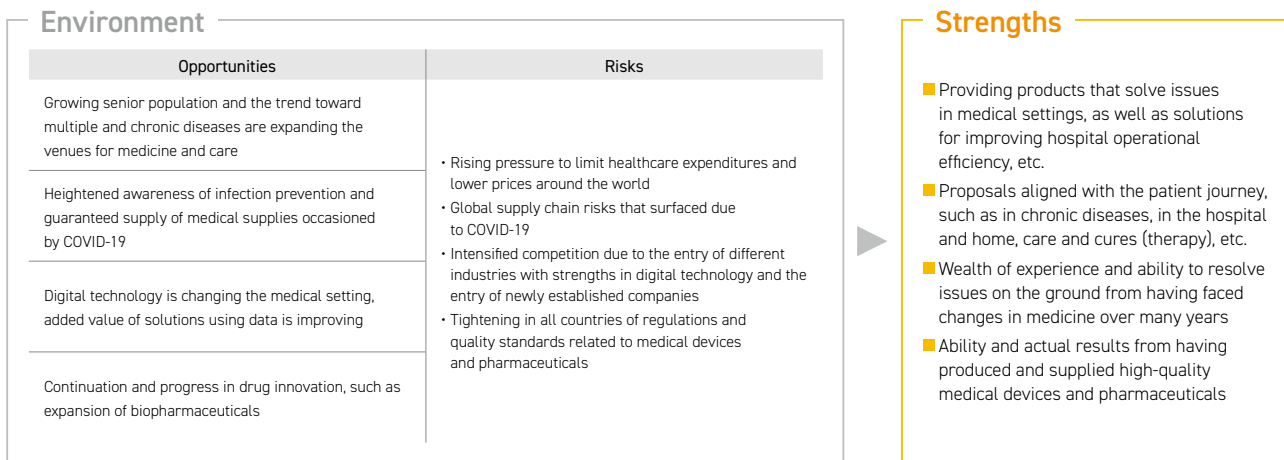 Environment
Opportunities
Growing senior population and the trend toward
multiple and chronic diseases are expanding the
venues for medicine and care
Heightened awareness of infection prevention and
guaranteed supply of medical supplies occasioned
by COVID-19
Digital technology is changing the medical setting,
added value of solutions using data is improving
Continuation and progress in drug innovation, such as
expansion of biopharmaceuticals
Risks
・Rising pressure to limit healthcare expenditures and
lower prices around the world
・Global supply chain risks that surfaced due
to COVID-19
・Intensified competition due to the entry of different
industries with strengths in digital technology and the
entry of newly established companies
・Tightening in all countries of regulations and
quality standards related to medical devices
and pharmaceuticals
Strengths
Providing products that solve issues
in medical settings, as well as solutions
for improving hospital operational
efficiency, etc.
Proposals aligned with the patient journey,
such as in chronic diseases, in the hospital
and home, care and cures (therapy), etc.
Wealth of experience and ability to resolve
issues on the ground from having faced
changes in medicine over many years
Ability and actual results from having
produced and supplied high-quality
medical devices and pharmaceuticals